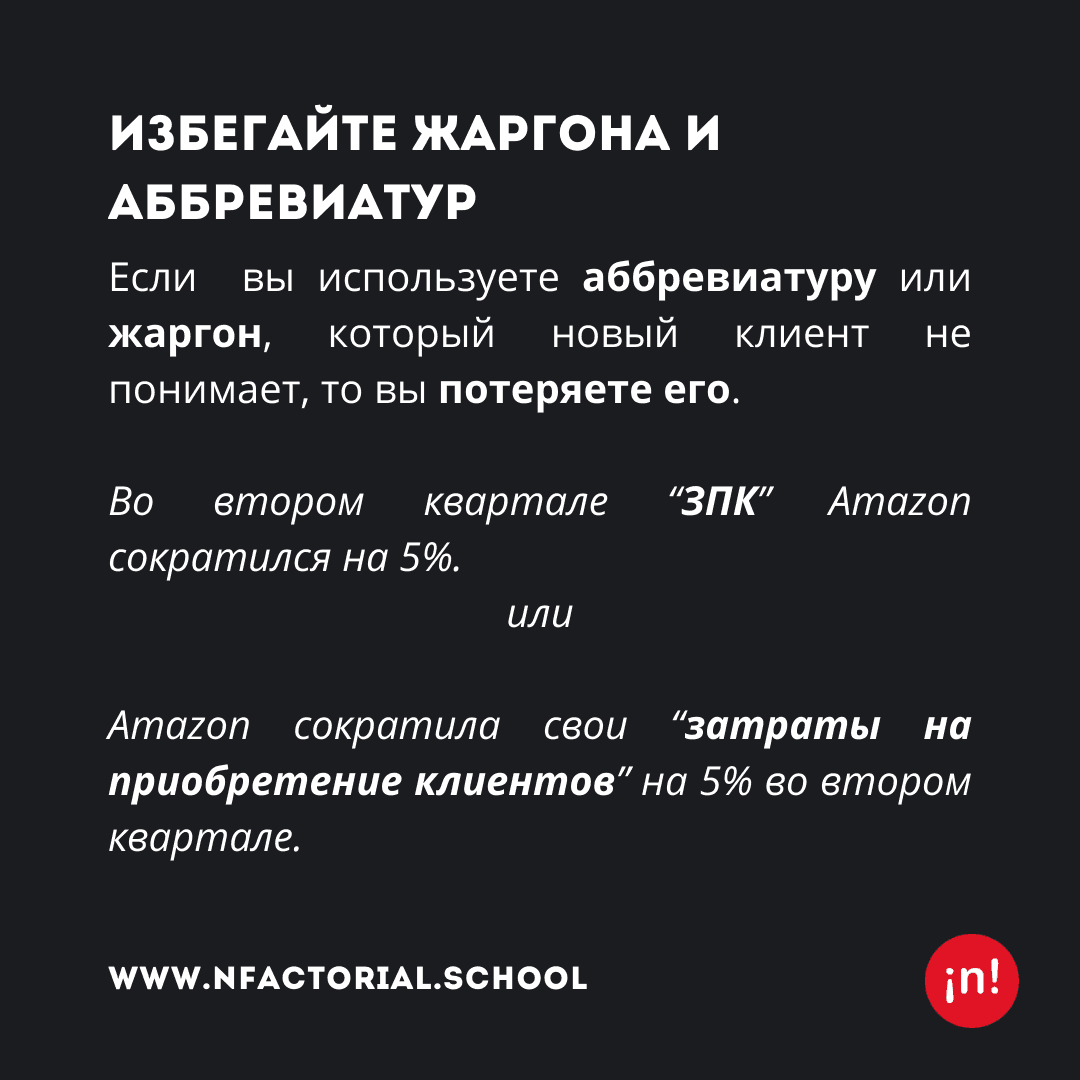 ИЗБЕГАЙТЕ ЖАРГОНА И
АББРЕВИАТУР
Если вы используете аббревиатуру или
жаргон, который новый клиент не
понимает, то вы потеряете его.
Во втором квартале “ЗПК” Amazon
сократился на 5%.
или
Amazon сократила свои “затраты на
приобретение клиентов” на 5% во втором
квартале.
WWW.NFACTORIAL.SCHOOL
¡n!